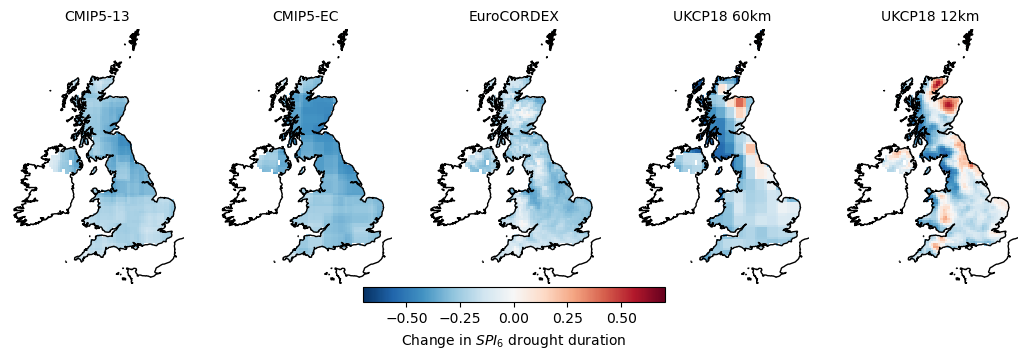 CMIP5-13 CMIP5-EC EuroCORDEX UKCP18 60km UKCP18 12km
−0.50 −0.25 0.00 0.25 0.50
Change in SPI₆ drought duration